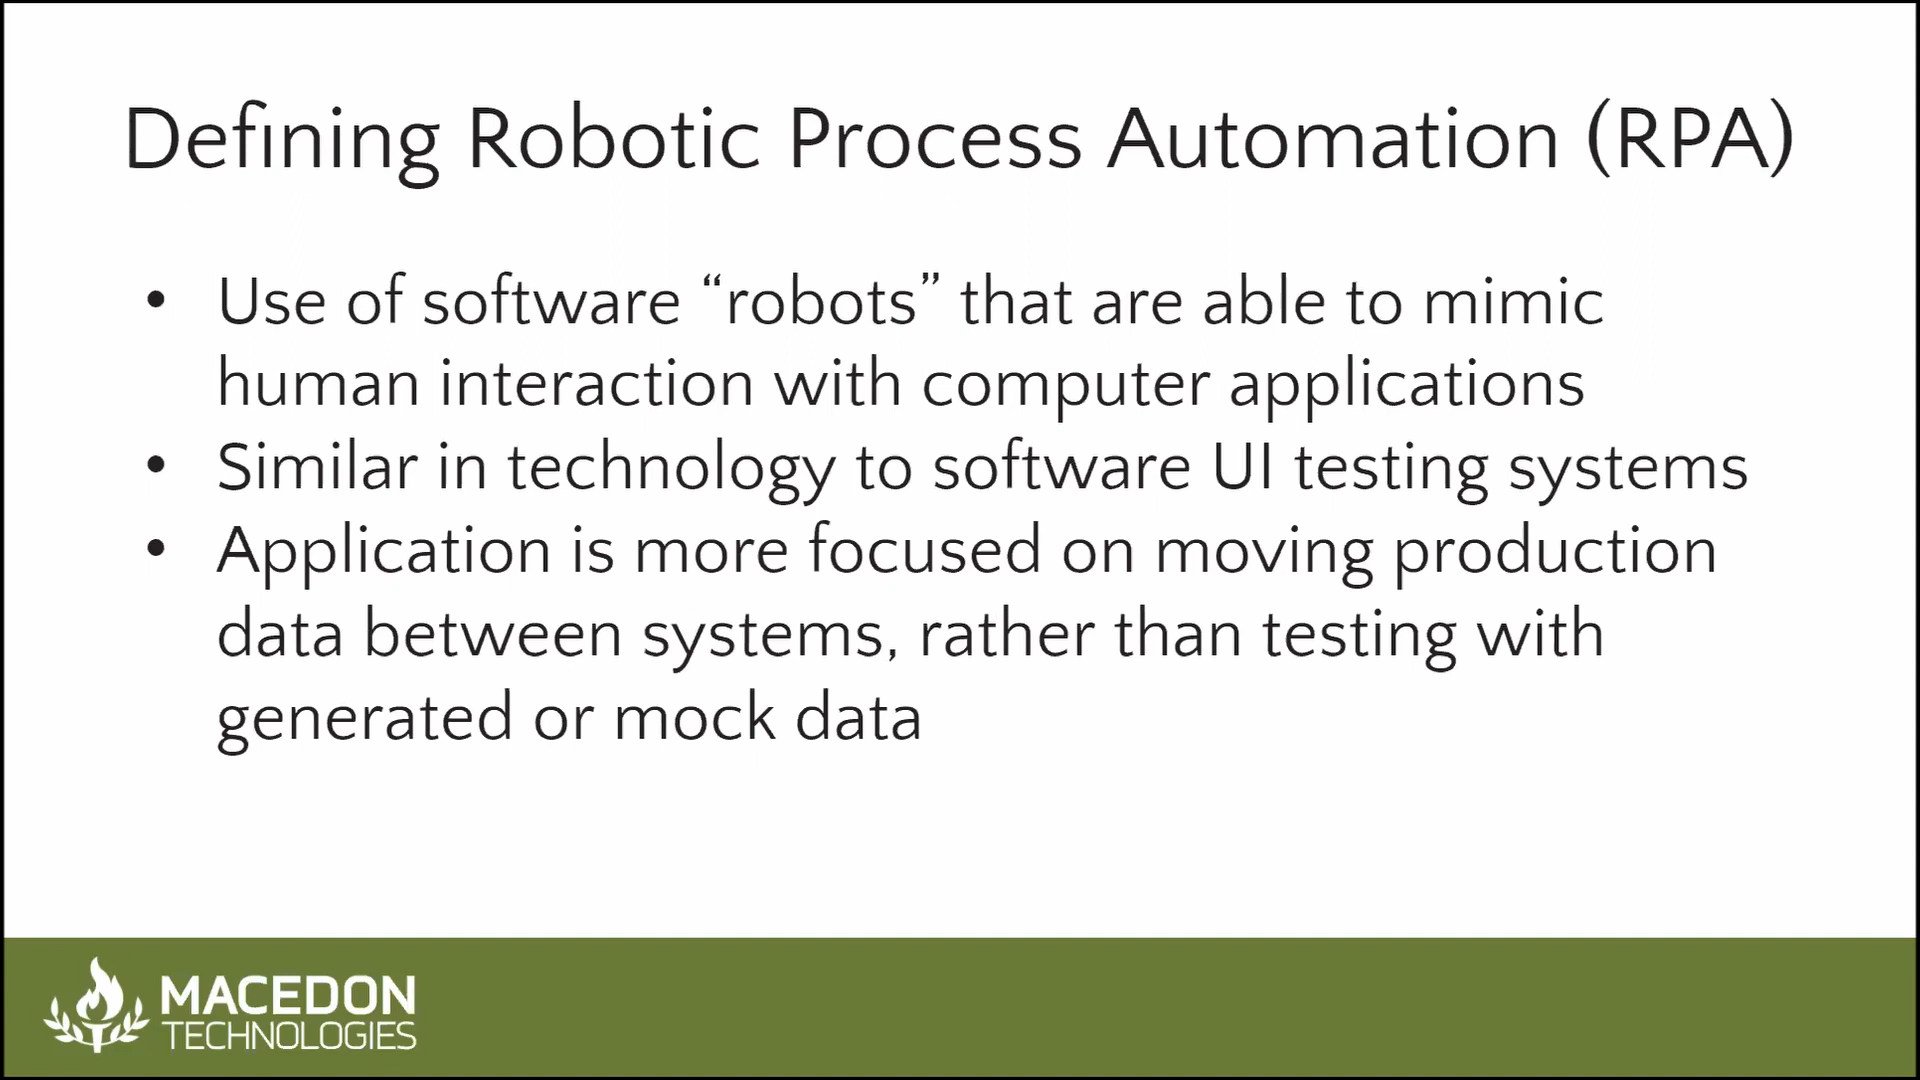 Defining Robotic Process Automation (RPA)
• Use of software “robots” that are able to mimic
human interaction with computer applications
• Similar in technology to software UI testing systems
• Application is more focused on moving production
data between systems, rather than testing with
generated or mock data
MACEDON
TECHNOLOGIES